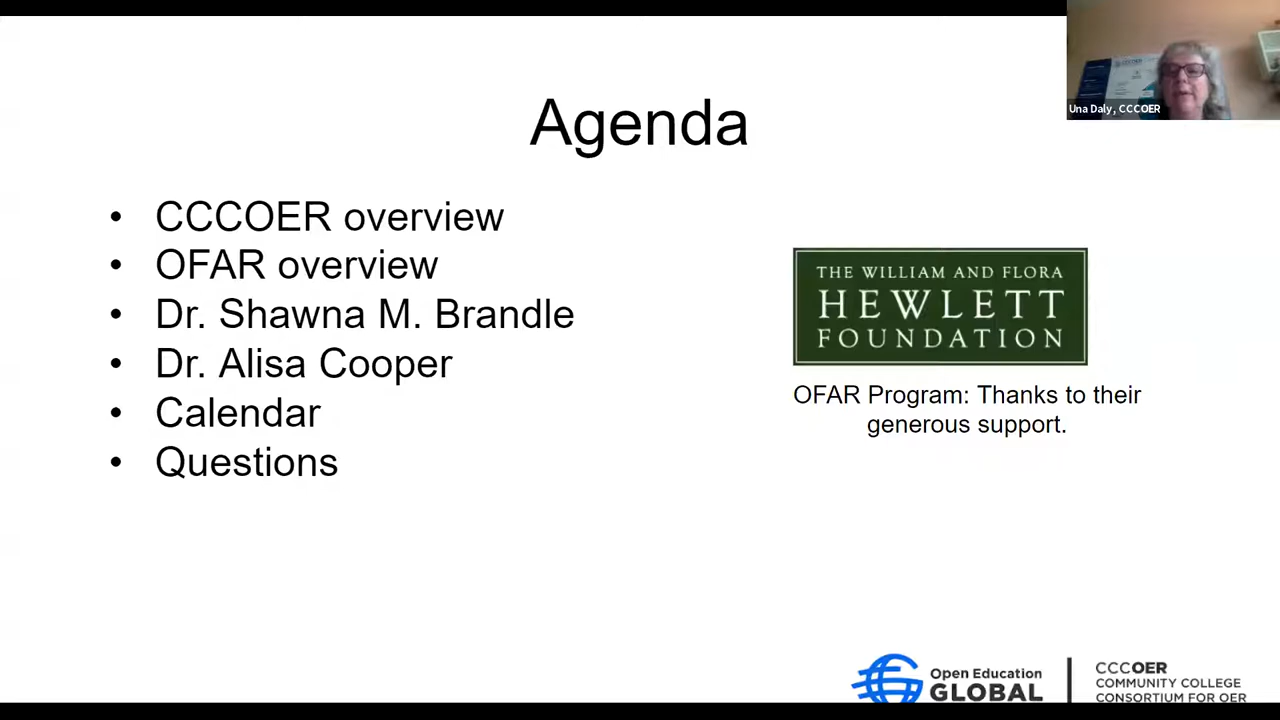 Una Daly, CCCOER
Agenda
• CCCOER overview
• OFAR overview
• Dr. Shawna M. Brandle
• Dr. Alisa Cooper
• Calendar
• Questions
THE WILLIAM AND FLORA
HEWLETT
FOUNDATION
OFAR Program: Thanks to their
generous support.
Open Education
GLOBAL
CCCOER
COMMUNITY COLLEGE
CONSORTIUM FOR OER